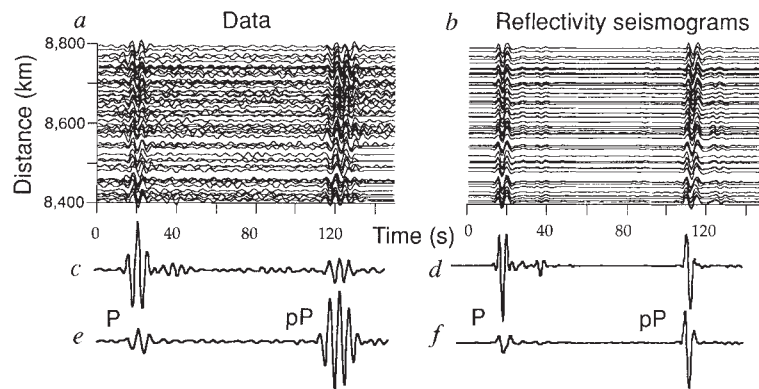 a Data
b Reflectivity seismograms
8,800
8,600
8,400
Distance (km)
0 40 80 120
Time (s)
0 40 80 120
c
d
P pP
P pP
e
f